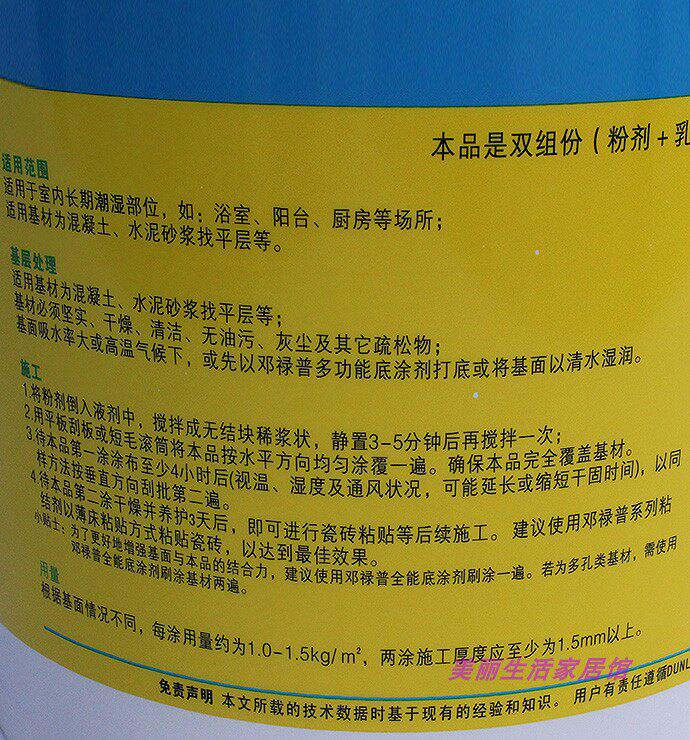 本品是双组份（粉剂+乳
适用范围
适用于室内长期潮湿部位，如：浴室、阳台、厨房等场所；
适用基材为混凝土、水泥砂浆找平层等。
基层处理
适用基材为混凝土、水泥砂浆找平层等；
基材必须坚实、干燥、清洁、无油污、灰尘及其它疏松物；
基面吸水率大或高温气候下，或先以邓禄普多功能底涂剂打底或将基面以清水湿润。
施工
1.将粉剂倒入液剂中，搅拌成无结块稀浆状，静置3-5分钟后再搅拌一次；
2.用平板刮板或短毛滚筒将本品按水平方向均匀涂覆一遍。确保本品完全覆盖基材。
3.待本品第一涂涂布至少4小时后(视温、湿度及通风状况，可能延长或缩短干固时间)，以同
样方法按垂直方向刮批第二遍。
4.待本品第二涂干燥并养护3天后，即可进行瓷砖粘贴等后续施工。建议使用邓禄普系列粘
结剂以薄床粘贴方式粘贴瓷砖，以达到最佳效果。
小贴士：为了更好地增强基面与本品的结合力，建议使用邓禄普全能底涂剂刷涂一遍。若为多孔类基材，需使用
邓禄普全能底涂剂刷涂基材两遍。
用量
根据基面情况不同，每涂用量约为1.0-1.5kg/㎡，两涂施工厚度应至少为1.5mm以上。
美丽生活家居馆
免责声明 本文所载的技术数据时基于现有的经验和知识。用户有责任遵循DUNL